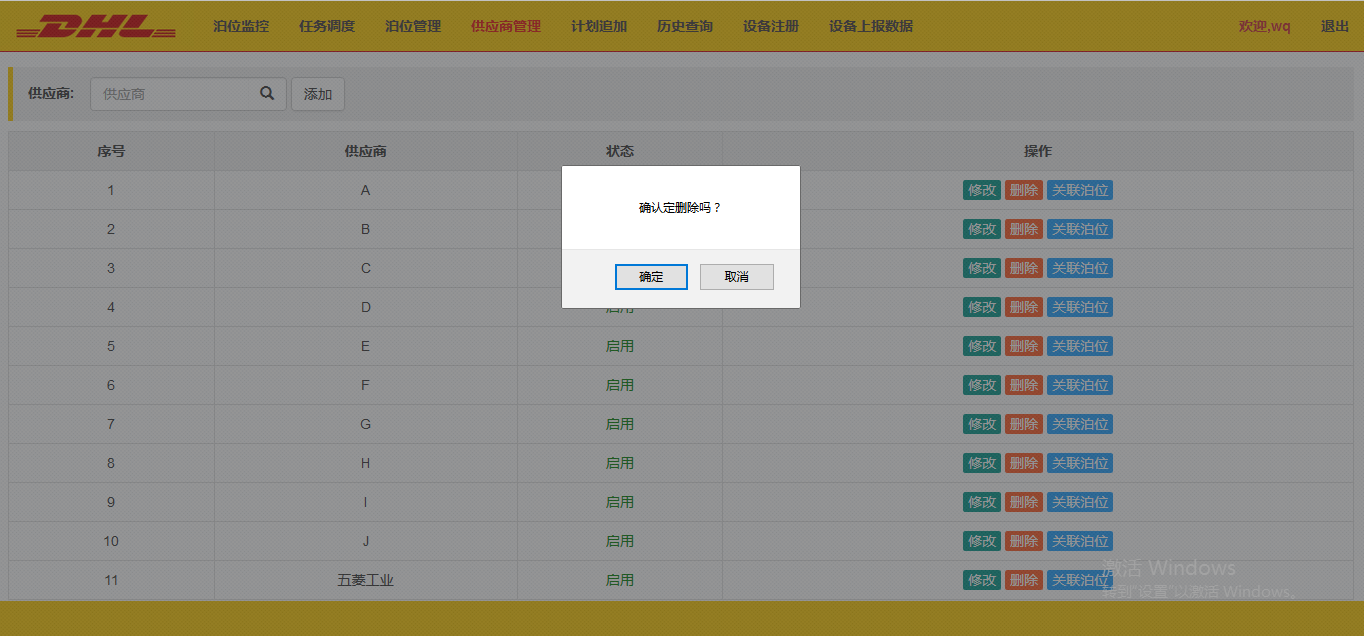 DHL 泊位监控 任务调度 泊位管理 供应商管理 计划追加 历史查询 设备注册 设备上报数据 欢迎,wq 退出
供应商: 供应商 添加
序号 供应商 状态 操作
1 A 修改 删除 关联泊位
确认定删除吗？
2 B 修改 删除 关联泊位
3 C 修改 删除 关联泊位
确定 取消
4 D 启用 修改 删除 关联泊位
5 E 启用 修改 删除 关联泊位
6 F 启用 修改 删除 关联泊位
7 G 启用 修改 删除 关联泊位
8 H 启用 修改 删除 关联泊位
9 I 启用 修改 删除 关联泊位
10 J 启用 修改 删除 关联泊位
激活 Windows
11 五菱工业 启用 修改 删除 关联泊位
转到"设置"以激活 Windows。